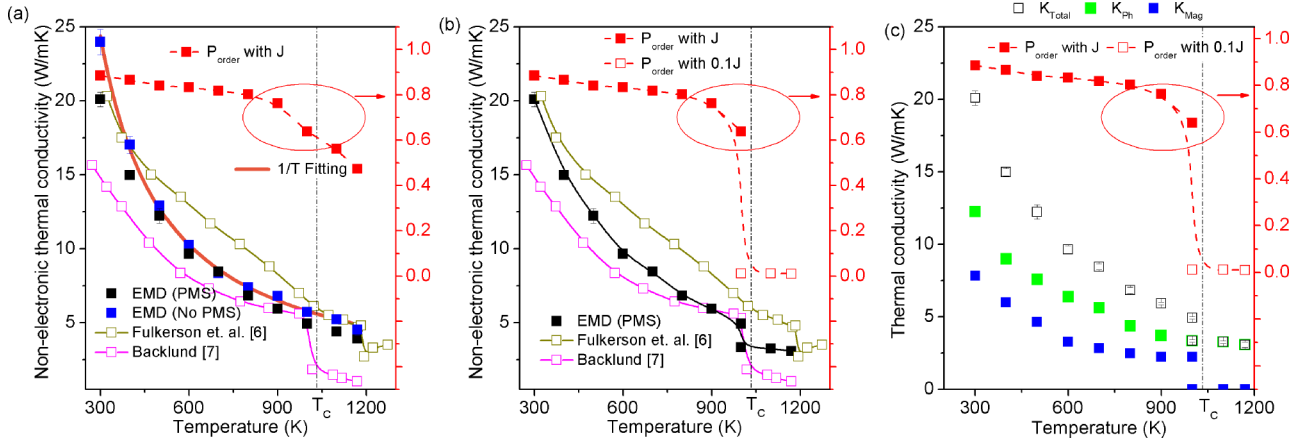 (a)
25
20
15
10
5
0
Non-electronic thermal conductivity (W/mK)
P_order with J
1/T Fitting
EMD (PMS)
EMD (No PMS)
Fulkerson et. al. [6]
Backlund [7]
1.0
0.8
0.6
0.4
0.2
0.0
300 600 900 T_C 1200
Temperature (K)
(b)
25
20
15
10
5
0
Non-electronic thermal conductivity (W/mK)
P_order with J
P_order with 0.1J
EMD (PMS)
Fulkerson et. al. [6]
Backlund [7]
1.0
0.8
0.6
0.4
0.2
0.0
300 600 900 T_C 1200
Temperature (K)
K_Total K_Ph K_Mag
(c)
25
20
15
10
5
0
Thermal conductivity (W/mK)
P_order with J P_order with 0.1J
1.0
0.8
0.6
0.4
0.2
0.0
300 600 900 T_C 1200
Temperature (K)